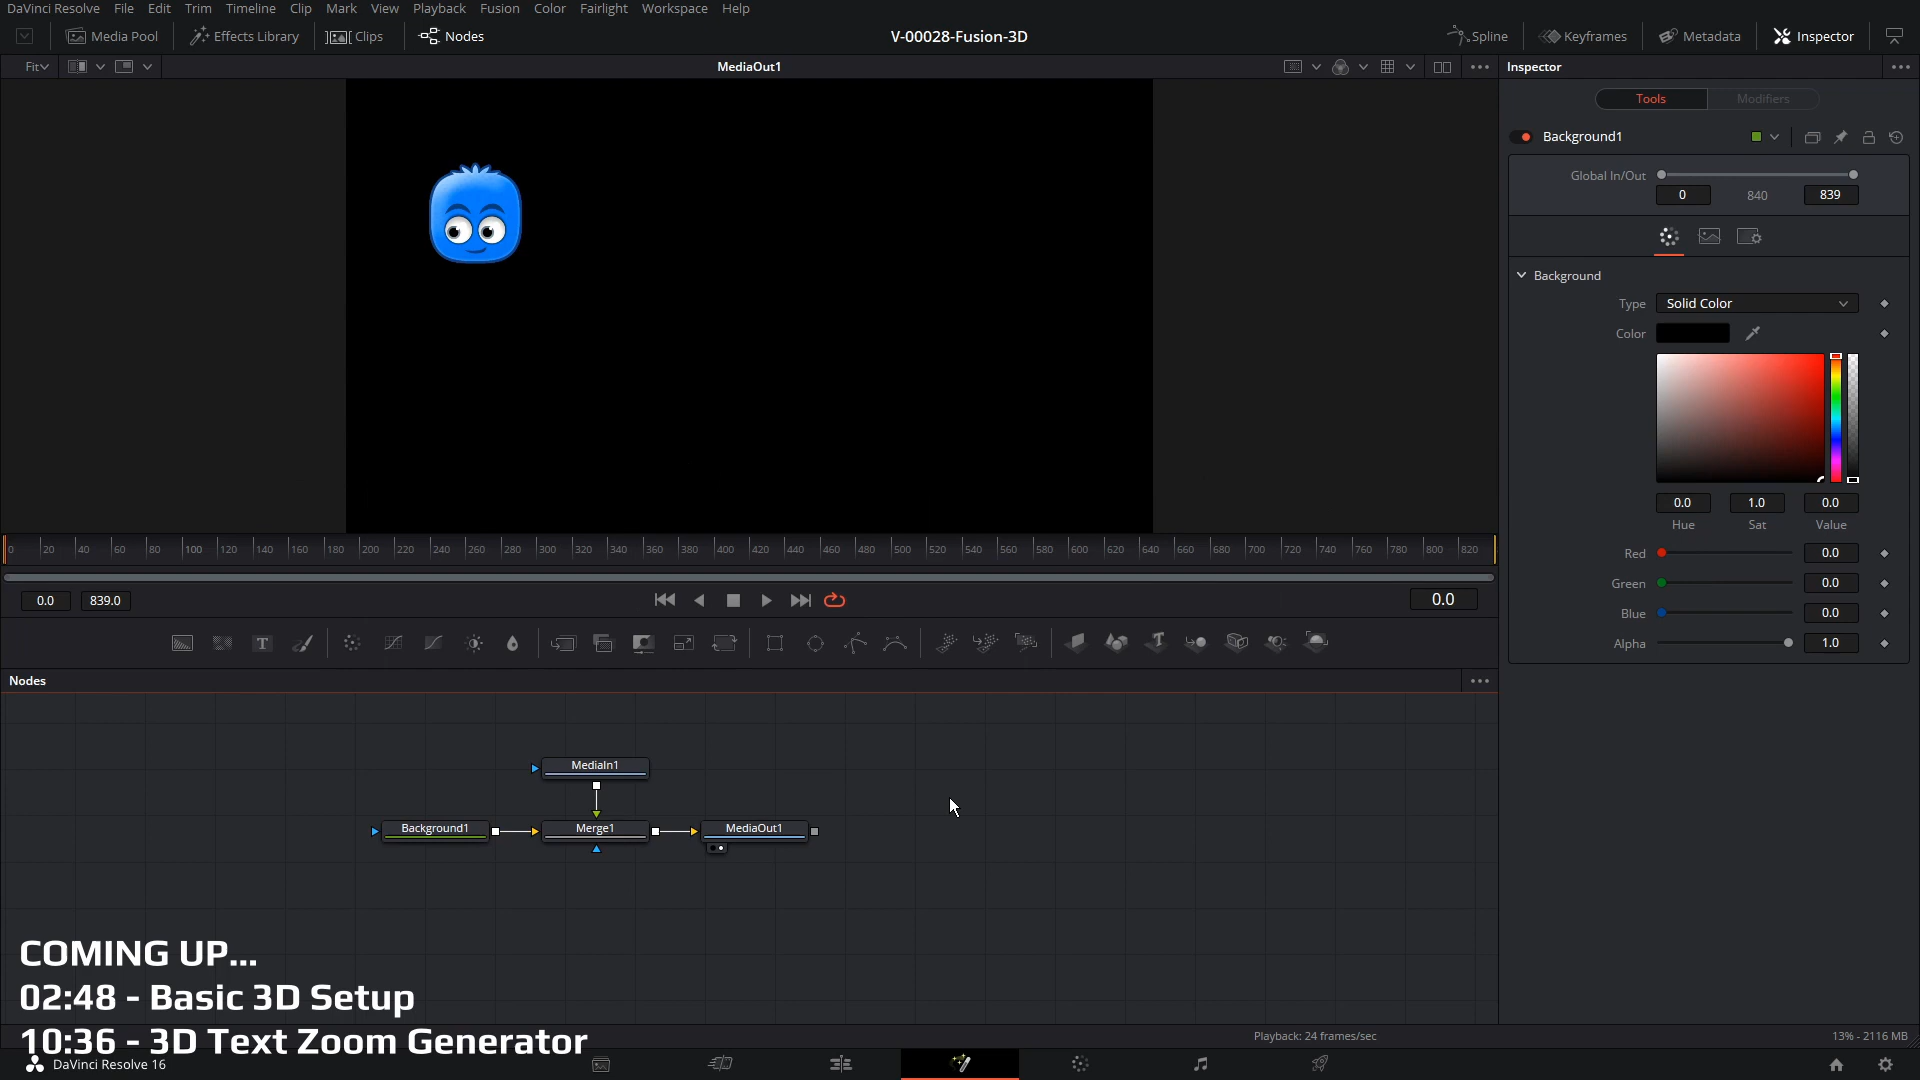 DaVinci Resolve File Edit Trim Timeline Clip Mark View Playback Fusion Color Fairlight Workspace Help
Media Pool Effects Library Clips Nodes V-00028-Fusion-3D Spline Keyframes Metadata Inspector
Fit MediaOut1 Inspector
Tools Modifiers
Background1
Global In/Out
0 840 839
Background
Type Solid Color
Color
0.0 1.0 0.0
Hue Sat Value
0 20 40 60 80 100 120 140 160 180 200 220 240 260 280 300 320 340 360 380 400 420 440 460 480 500 520 540 560 580 600 620 640 660 680 700 720 740 760 780 800 820
Red 0.0
Green 0.0
Blue 0.0
Alpha 1.0
0.0 839.0 0.0
T
Nodes
MediaIn1
Background1 Merge1 MediaOut1
COMING UP...
02:48 - Basic 3D Setup
10:36 - 3D Text Zoom Generator
Playback: 24 frames/sec 13% - 2116 MB
DaVinci Resolve 16